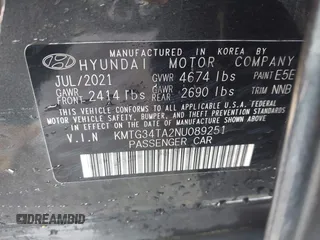 MANUFACTURED IN KOREA BY
HYUNDAI MOTOR COMPANY
JUL/2021 GVWR 4674 lbs PAINT E5E
GAWR FRONT 2414 lbs GAWR REAR 2690 lbs TRIM NNB
THIS VEHICLE CONFORMS TO ALL APPLICABLE U.S.A. FEDERAL
MOTOR VEHICLE SAFETY, BUMPER, AND THEFT PREVENTION
STANDARDS IN EFFECT ON THE DATE OF MANUFACTURE SHOWN ABOVE.
V.I.N KMTG34TA2NU089251
PASSENGER CAR
DREAMBID